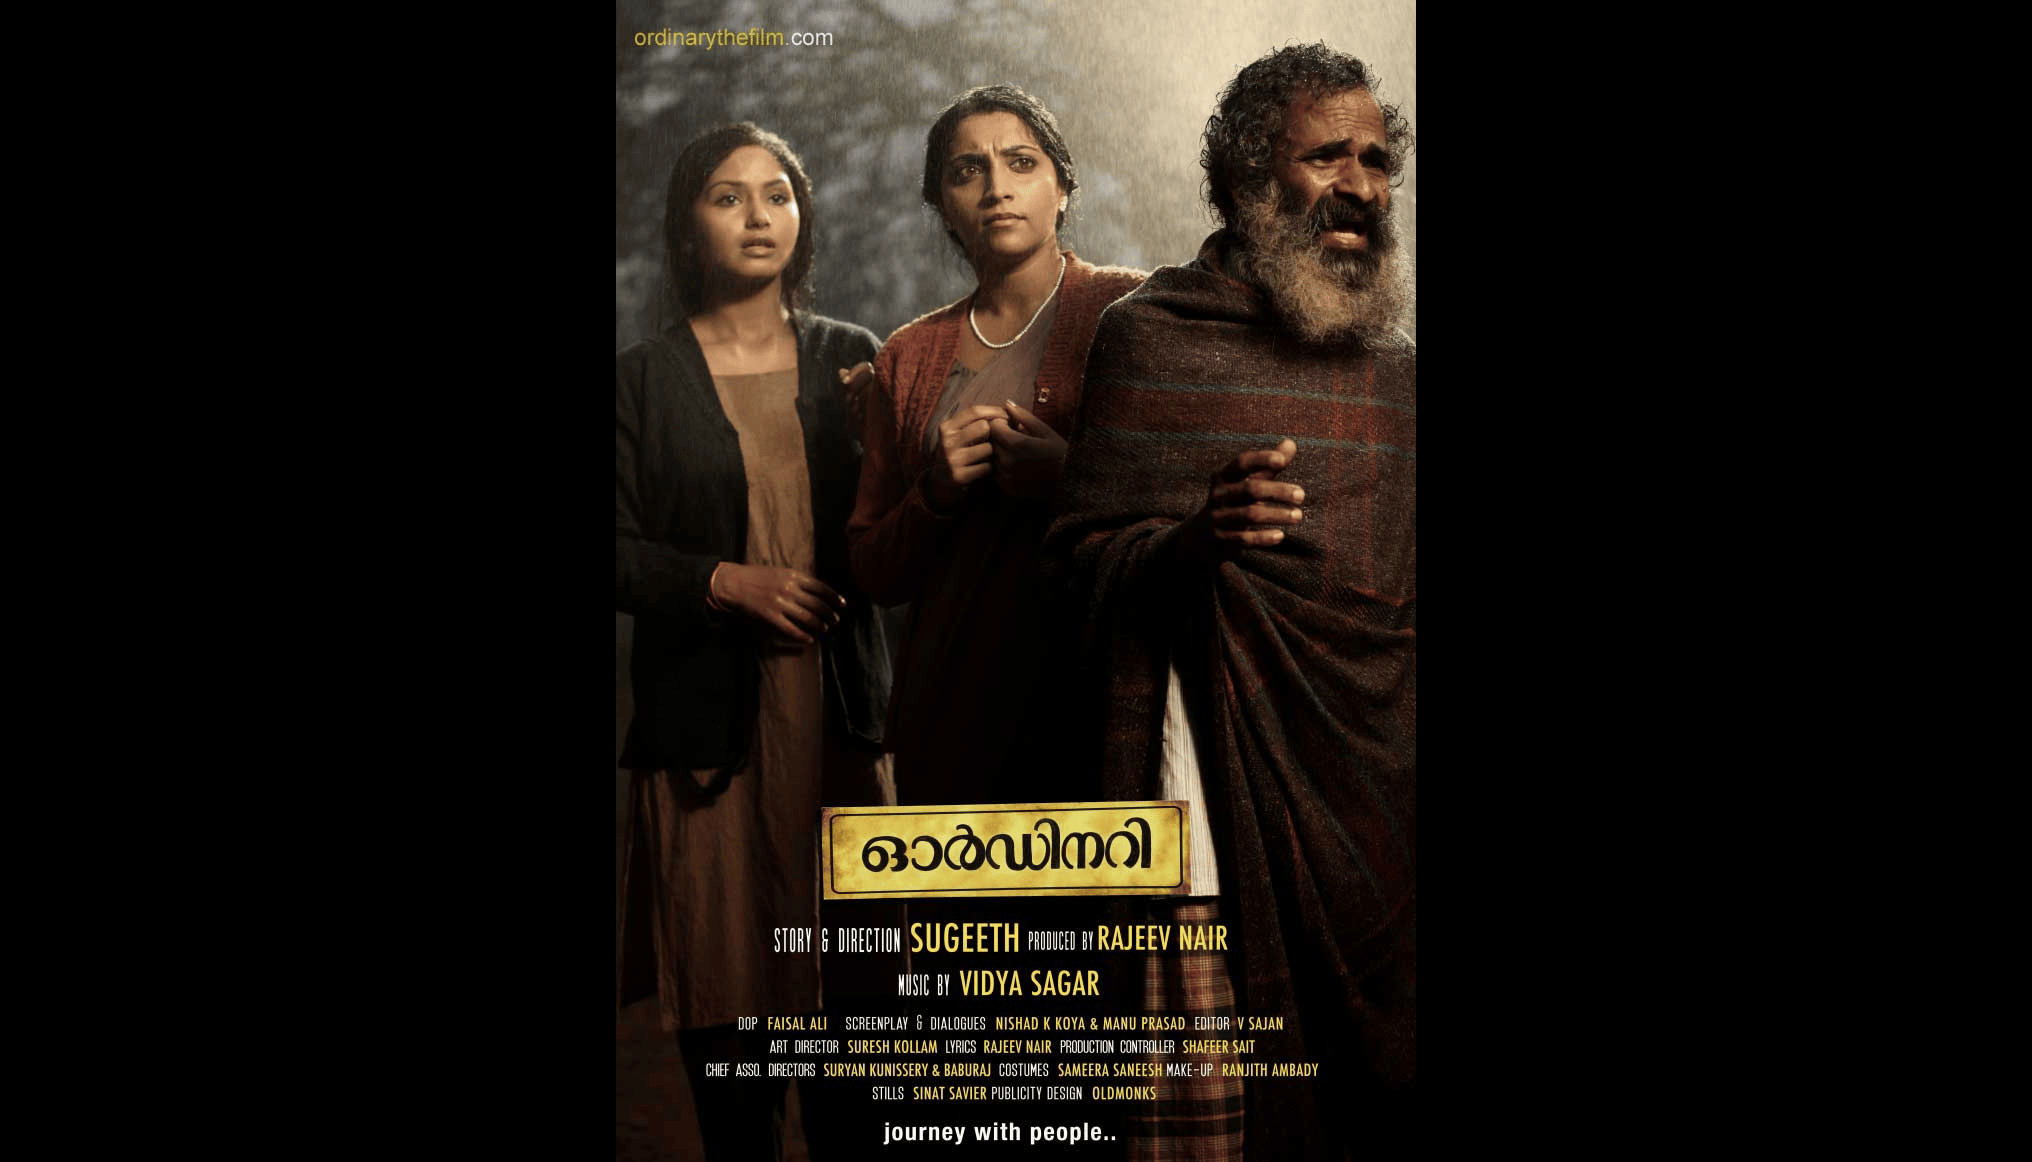 ordinarythefilm.com
ഓർഡിനറി
STORY & DIRECTION SUGEETH PRODUCED BY RAJEEV NAIR
MUSIC BY VIDYA SAGAR
DOP FAISAL ALI SCREENPLAY & DIALOGUES NISHAD K KOYA & MANU PRASAD EDITOR V SAJAN
ART DIRECTOR SURESH KOLLAM LYRICS RAJEEV NAIR PRODUCTION CONTROLLER SHAFEER SAIT
CHIEF ASSO. DIRECTORS SURYAN KUNISSERY & BABURAJ COSTUMES SAMEERA SANEESH MAKE-UP RANJITH AMBADY
STILLS SINAT SAVIER PUBLICITY DESIGN OLDMONKS
journey with people..